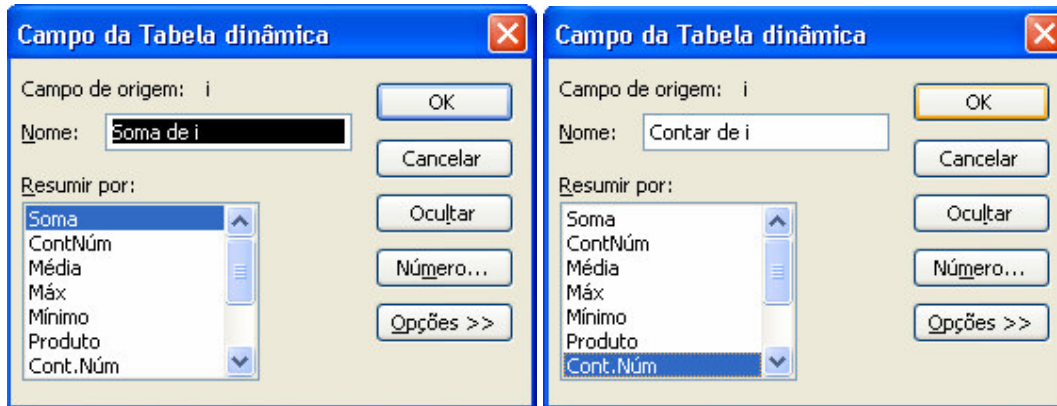 Campo da Tabela dinâmica
Campo de origem: i
OK
Nome: Soma de i
Cancelar
Resumir por:
Soma
ContNúm
Média
Máx
Mínimo
Produto
Cont.Núm
Ocultar
Número...
Opções >>
Campo da Tabela dinâmica
Campo de origem: i
OK
Nome: Contar de i
Cancelar
Resumir por:
Soma
ContNúm
Média
Máx
Mínimo
Produto
Cont.Núm
Ocultar
Número...
Opções >>